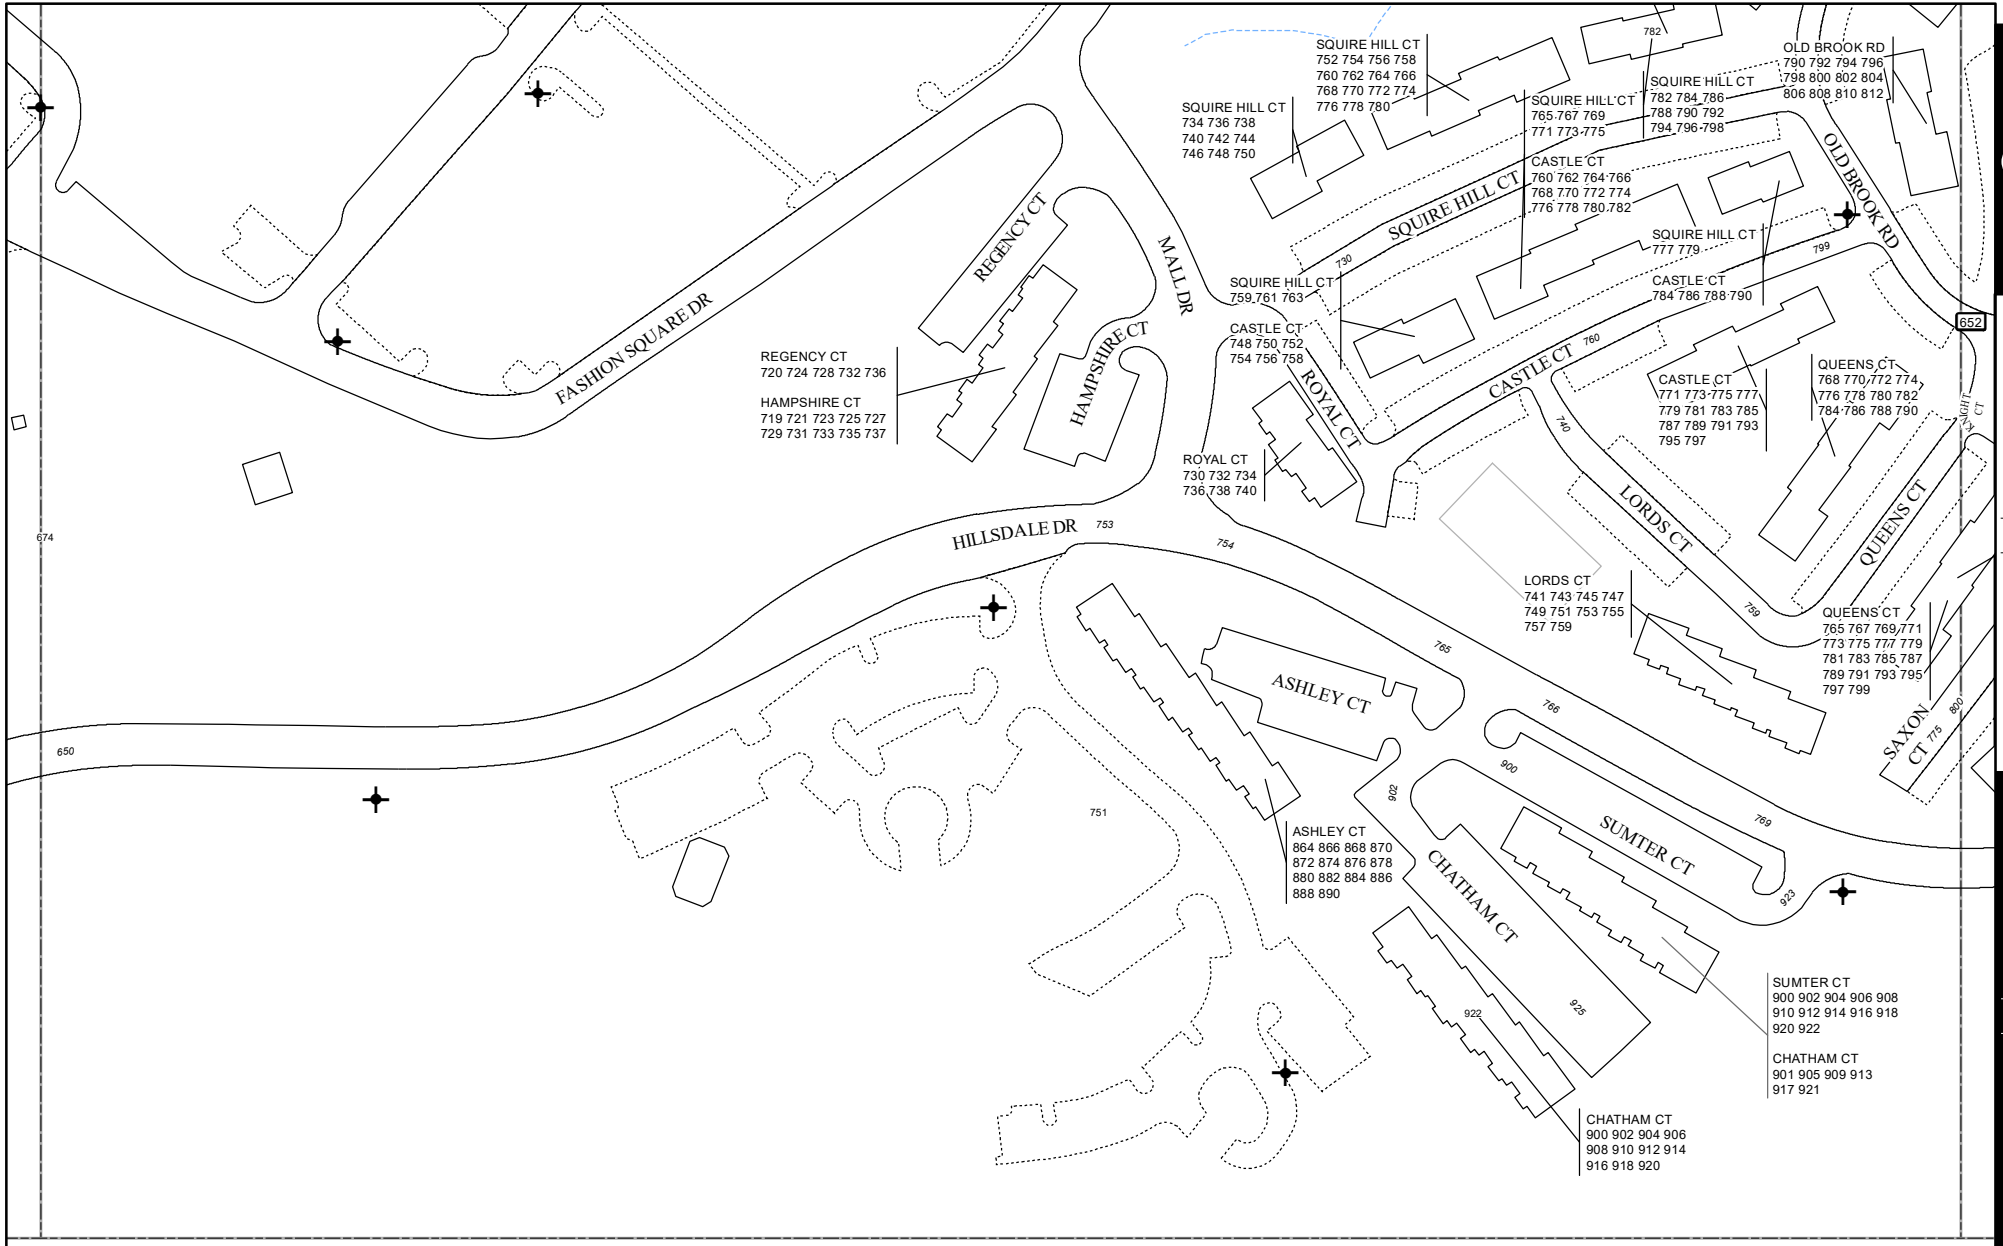 782
SQUIRE HILL CT
752 754 756 758
760 762 764 766
768 770 772 774
776 778 780
OLD BROOK RD
790 792 794 796
798 800 802 804
806 808 810 812
SQUIRE HILL CT
782 784 786
788 790 792
794 796 798
SQUIRE HILL CT
734 736 738
740 742 744
746 748 750
SQUIRE HILL CT
765 767 769
771 773 775
CASTLE CT
760 762 764 766
768 770 772 774
776 778 780 782
OLD BROOK RD
SQUIRE HILL CT
730
REGENCY CT
MALL DR
SQUIRE HILL CT
777 779
799
CASTLE CT
784 786 788 790
SQUIRE HILL CT
759 761 763
CASTLE CT
748 750 752
754 756 758
652
FASHION SQUARE DR
HAMPSHIRE CT
REGENCY CT
720 724 728 732 736
HAMPSHIRE CT
719 721 723 725 727
729 731 733 735 737
ROYAL CT
CASTLE CT
760
CASTLE CT
771 773 775 777
779 781 783 785
787 789 791 793
795 797
QUEENS CT
768 770 772 774
776 778 780 782
784 786 788 790
KNIGHT
CT
740
ROYAL CT
730 732 734
736 738 740
LORDS CT
QUEENS CT
674
HILLSDALE DR
753
754
LORDS CT
741 743 745 747
749 751 753 755
757 759
759
QUEENS CT
765 767 769 771
773 775 777 779
781 783 785 787
789 791 793 795
797 799
765
ASHLEY CT
766
SAXON
CT
775
800
650
900
902
751
769
ASHLEY CT
864 866 868 870
872 874 876 878
880 882 884 886
888 890
SUMTER CT
CHATHAM CT
923
925
922
SUMTER CT
900 902 904 906 908
910 912 914 916 918
920 922
CHATHAM CT
901 905 909 913
917 921
CHATHAM CT
900 902 904 906
908 910 912 914
916 918 920